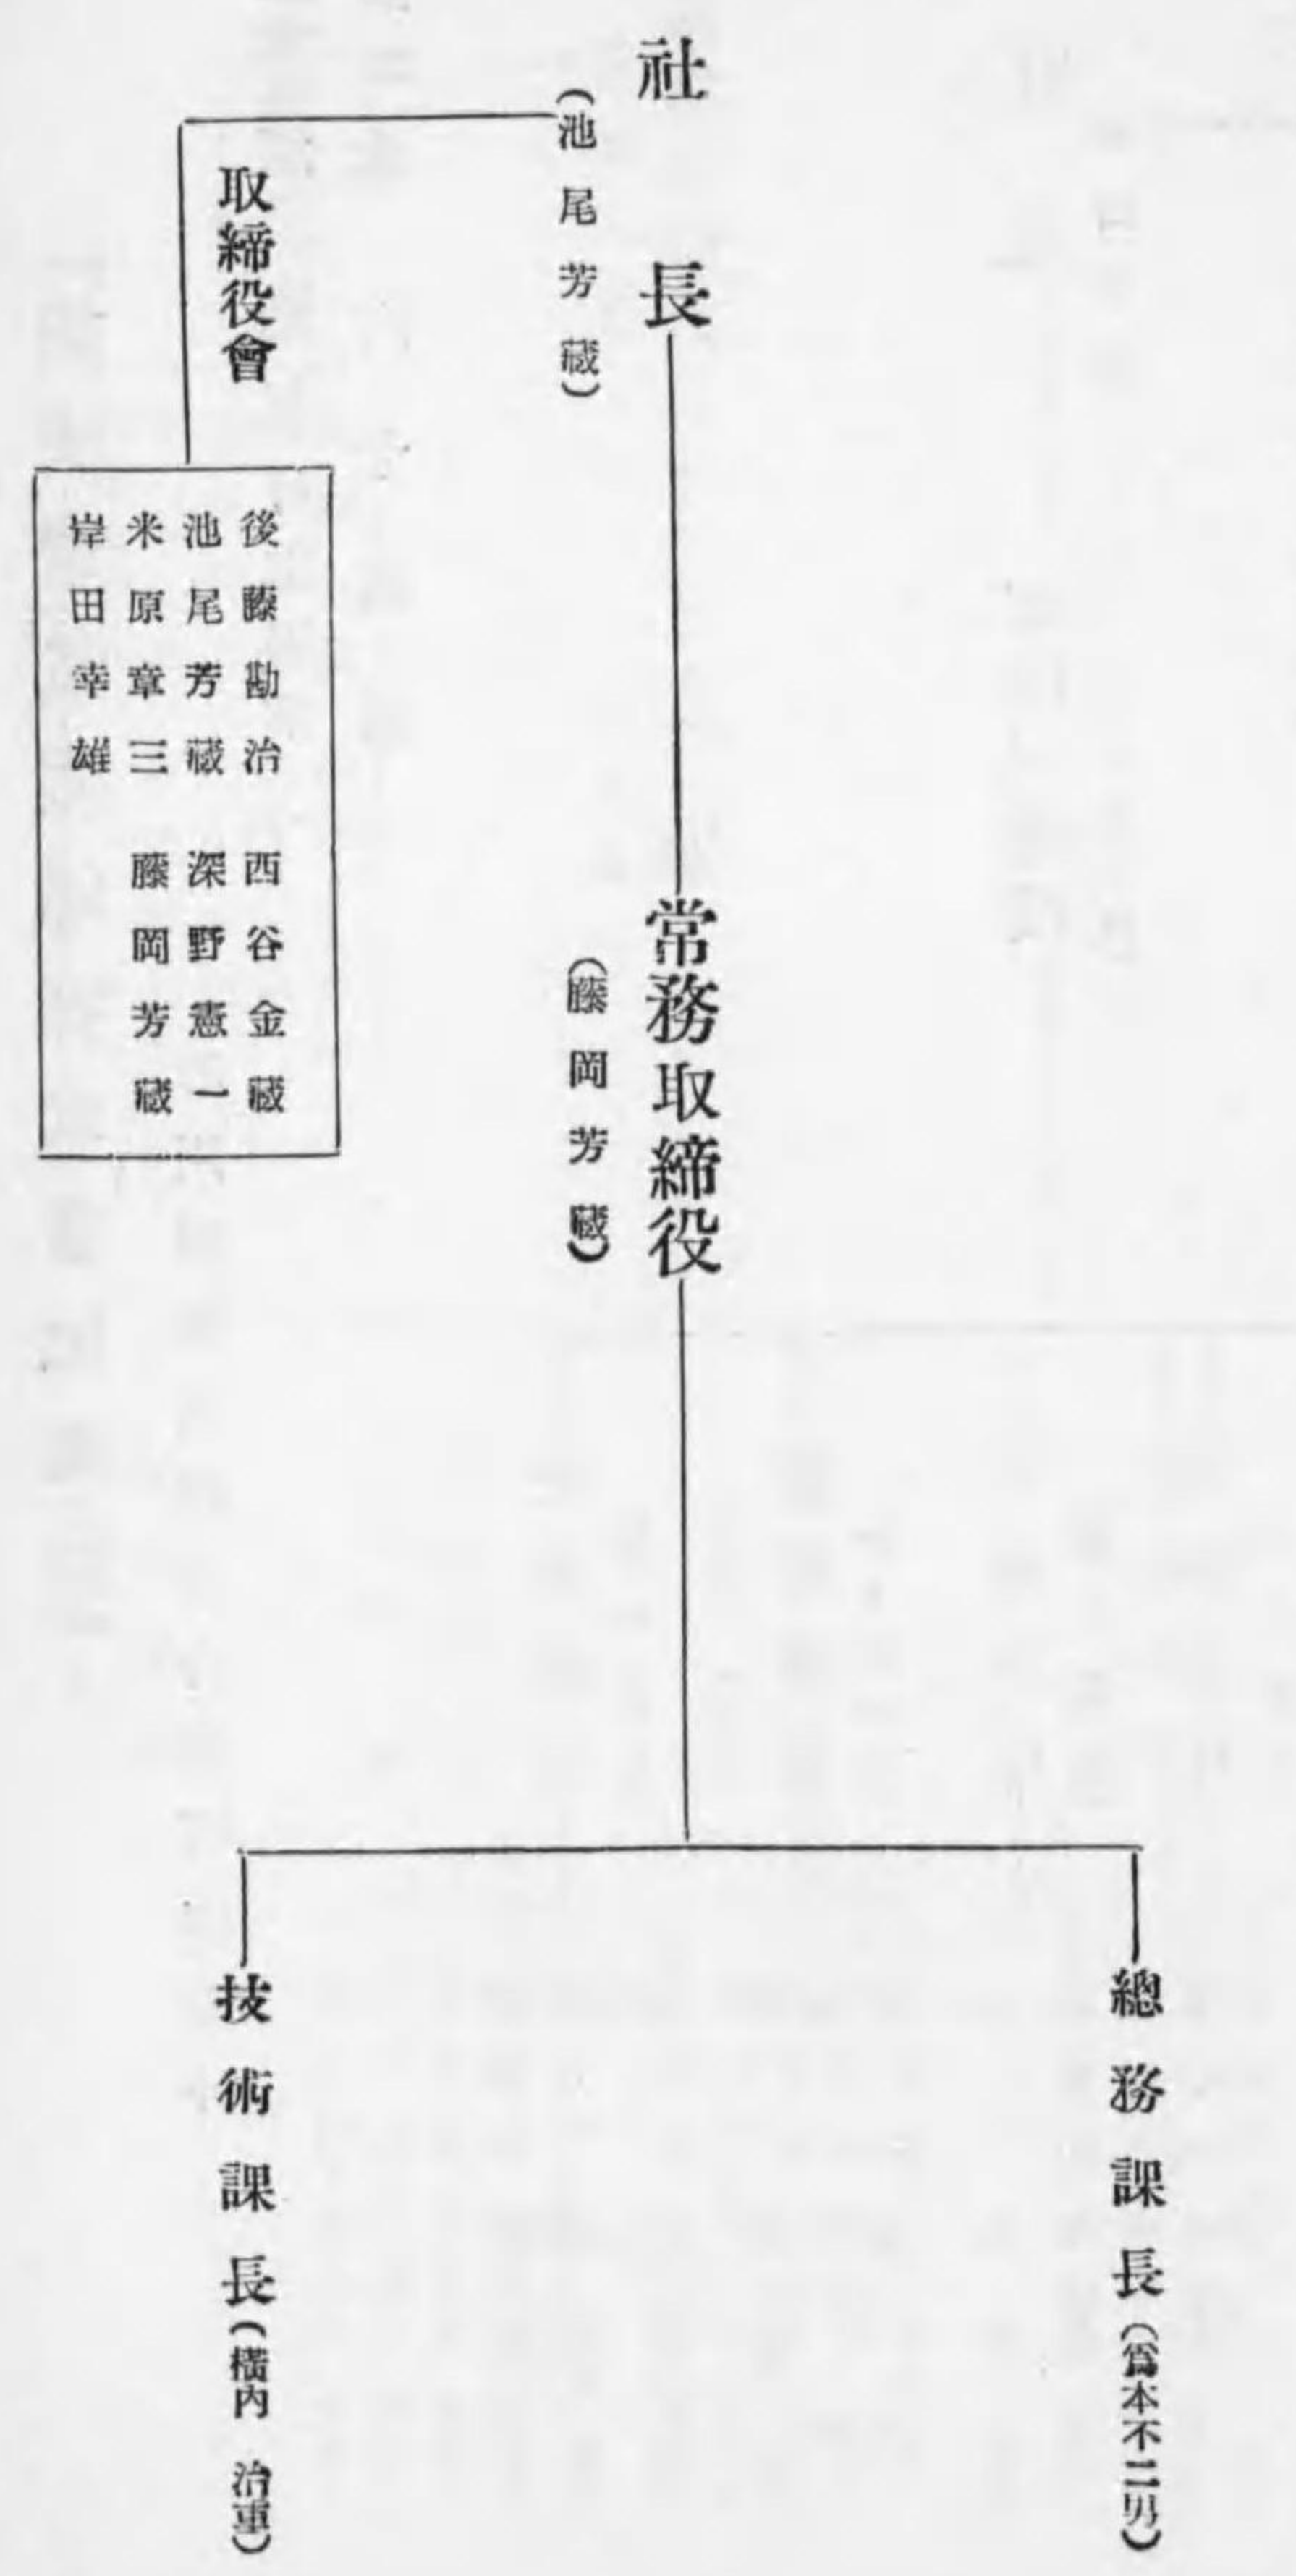 社長
(池尾芳藏)
常務取締役
(藤岡芳藏)
取締役會
後藤勘治
西谷金藏
池尾芳藏
深野憲一
米原章三
藤岡芳藏
岸田幸雄
總務課長(爲本不二男)
技術課長(橫內治重)